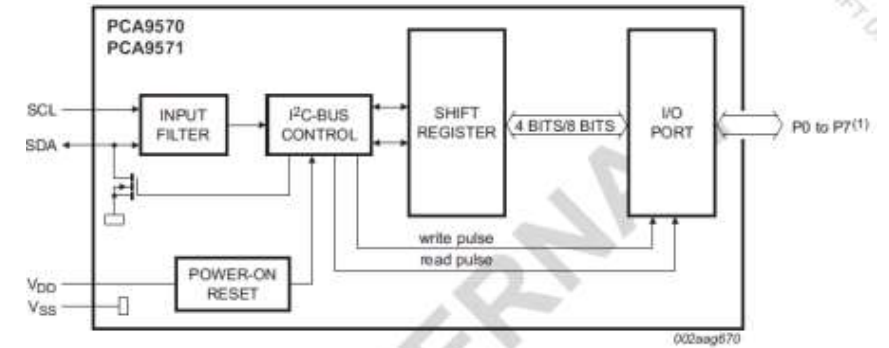 PCA9570
PCA9571
SCL
SDA
INPUT
FILTER
I²C-BUS
CONTROL
SHIFT
REGISTER
4 BITS/8 BITS
I/O
PORT
P0 to P7(1)
write pulse
read pulse
POWER-ON
RESET
VDD
VSS
002aag670